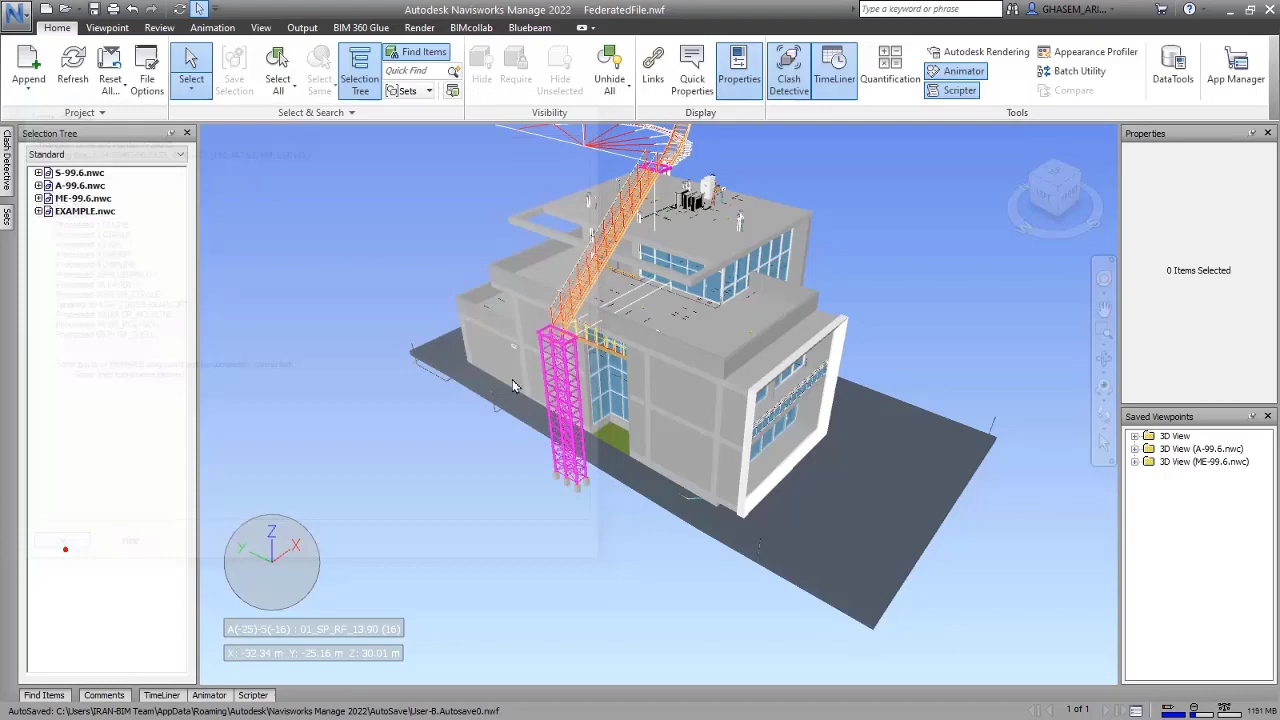 Autodesk Navisworks Manage 2022 FederatedFile.nwf
Type a keyword or phrase
GHASEM_ARI...
Home Viewpoint Review Animation View Output BIM 360 Glue Render BIMcollab Bluebeam
Append
Refresh
Reset All...
File Options
Project
Select
Save Selection
Select All
Select Same
Selection Tree
Find Items
Quick Find
Sets
Select & Search
Hide
Require
Hide Unselected
Unhide All
Visibility
Links
Quick Properties
Properties
Display
Clash Detective
TimeLiner
Quantification
Autodesk Rendering
Animator
Scripter
Appearance Profiler
Batch Utility
Compare
Tools
DataTools
App Manager
Clash Detective
Sets
Selection Tree
Standard
S-99.6.nwc
A-99.6.nwc
ME-99.6.nwc
EXAMPLE.nwc
Z
Y
X
A(-25)-5(-16) : 01_SP_RF_13.90 (16)
X: -32.34 m Y: -25.16 m Z: 30.01 m
Properties
0 Items Selected
Saved Viewpoints
3D View
3D View (A-99.6.nwc)
3D View (ME-99.6.nwc)
Find Items Comments TimeLiner Animator Scripter
AutoSaved: C:\Users\IRAN-BIM Team\AppData\Roaming\Autodesk\Navisworks Manage 2022\AutoSave\User-B.Autosave0.nwf
1 of 1
1191 MB